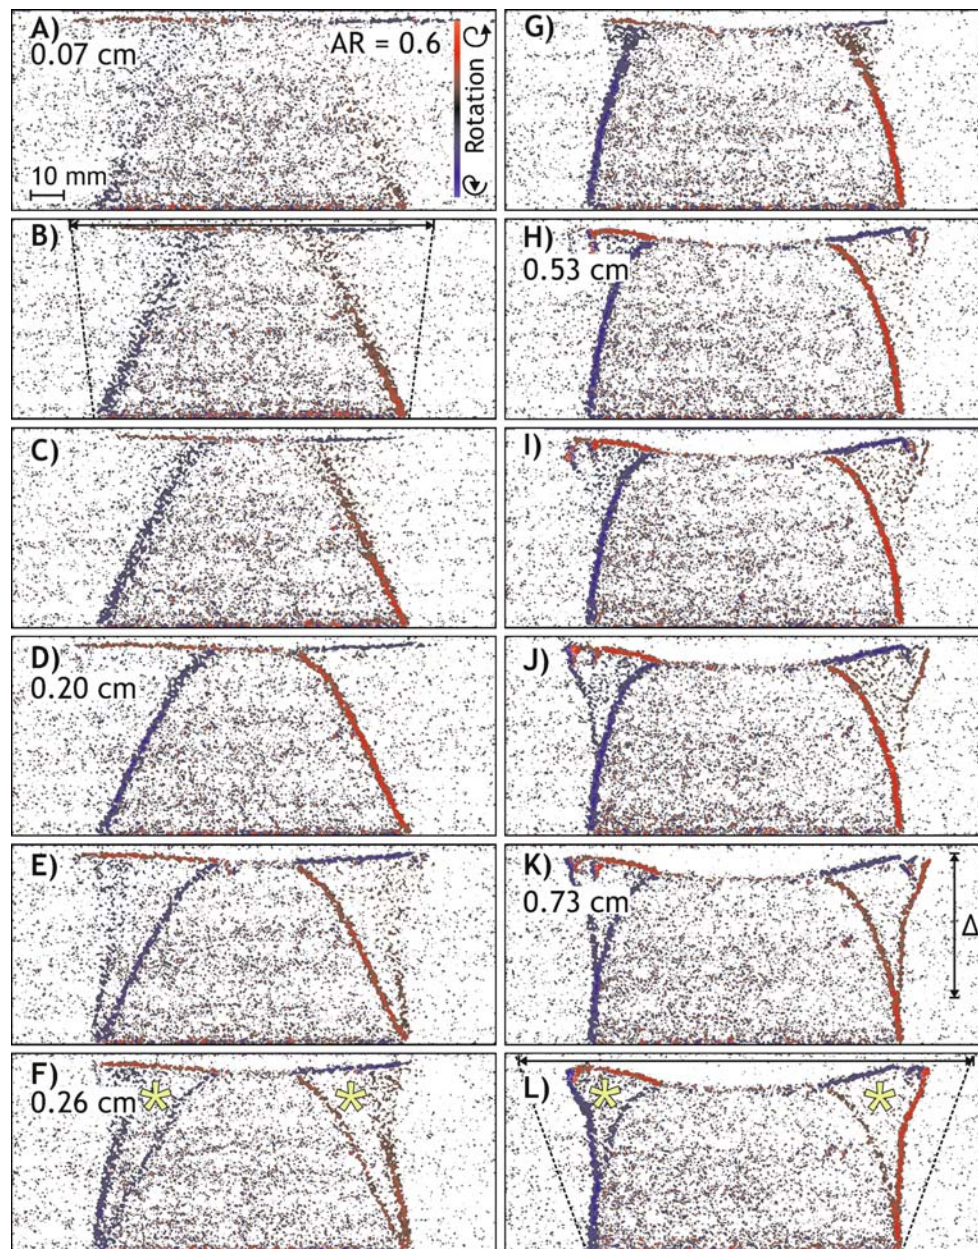 A)
0.07 cm
AR = 0.6
Rotation
10 mm
B)
C)
D)
0.20 cm
E)
F)
0.26 cm
*
*
G)
H)
0.53 cm
I)
J)
K)
0.73 cm
Δ
L)
*
*